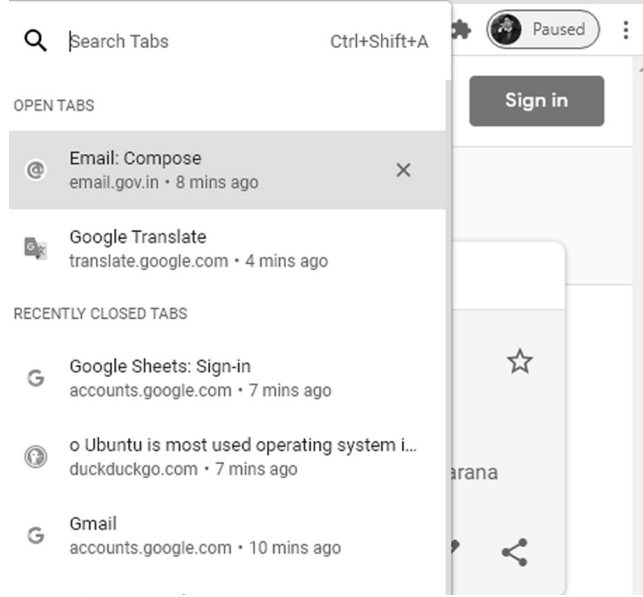 Search Tabs Ctrl+Shift+A
Paused
Sign in
OPEN TABS
Email: Compose
email.gov.in • 8 mins ago
Google Translate
translate.google.com • 4 mins ago
RECENTLY CLOSED TABS
Google Sheets: Sign-in
accounts.google.com • 7 mins ago
o Ubuntu is most used operating system i...
duckduckgo.com • 7 mins ago
arana
Gmail
accounts.google.com • 10 mins ago